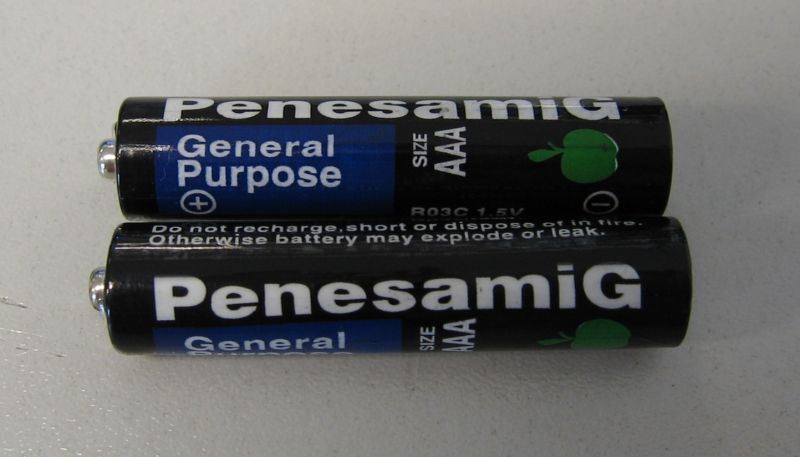 PenesamiG
General
Purpose
SIZE
AAA
R03C 1.5V
Do not recharge,short or dispose of in fire.
Otherwise battery may explode or leak.
PenesamiG
General
Purpose
SIZE
AAA